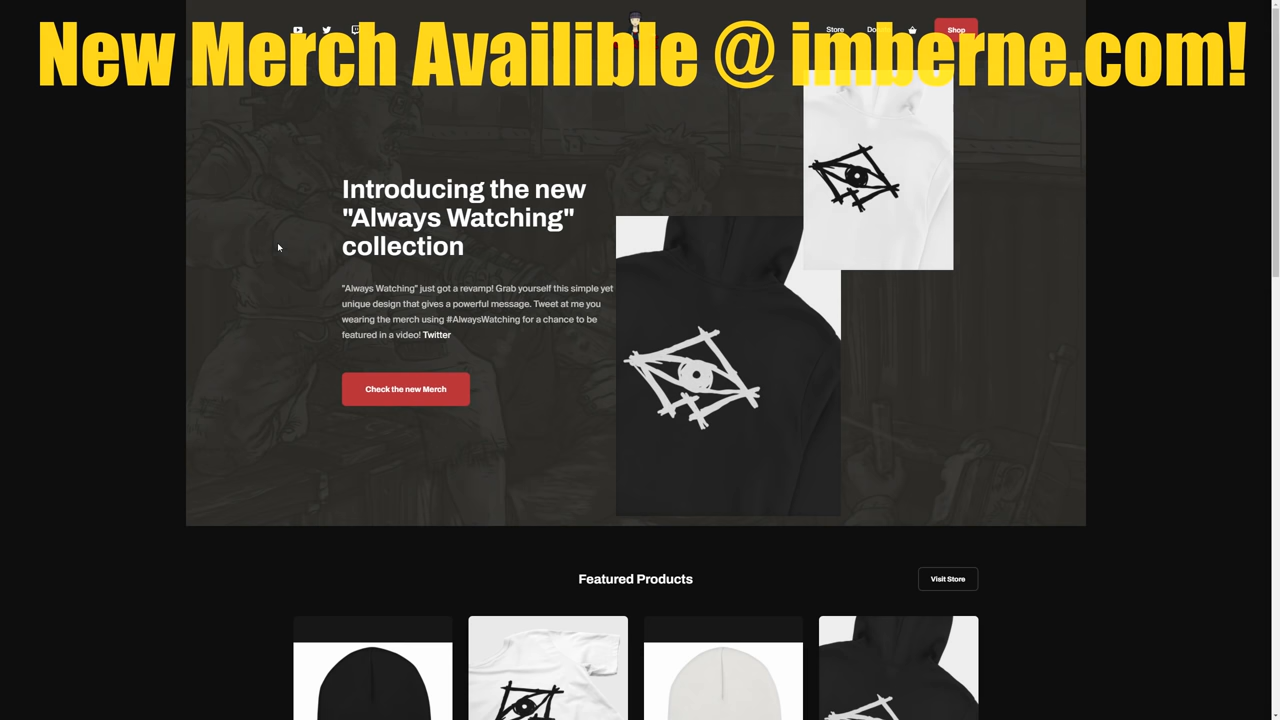 New Merch Availible @ imberne.com!
Store
Shop
Introducing the new
"Always Watching"
collection
"Always Watching" just got a revamp! Grab yourself this simple yet
unique design that gives a powerful message. Tweet at me you
wearing the merch using #AlwaysWatching for a chance to be
featured in a video! Twitter
Check the new Merch
Featured Products
Visit Store